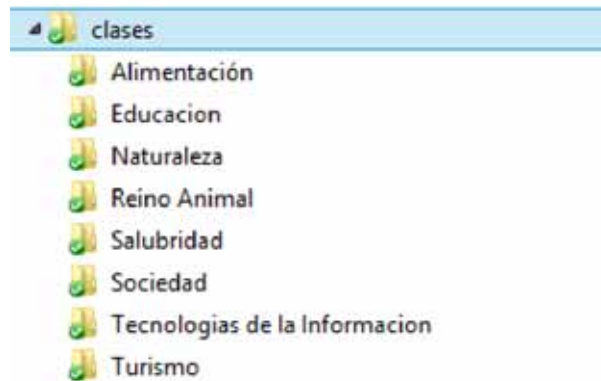 clases
Alimentación
Educacion
Naturaleza
Reino Animal
Salubridad
Sociedad
Tecnologias de la Informacion
Turismo